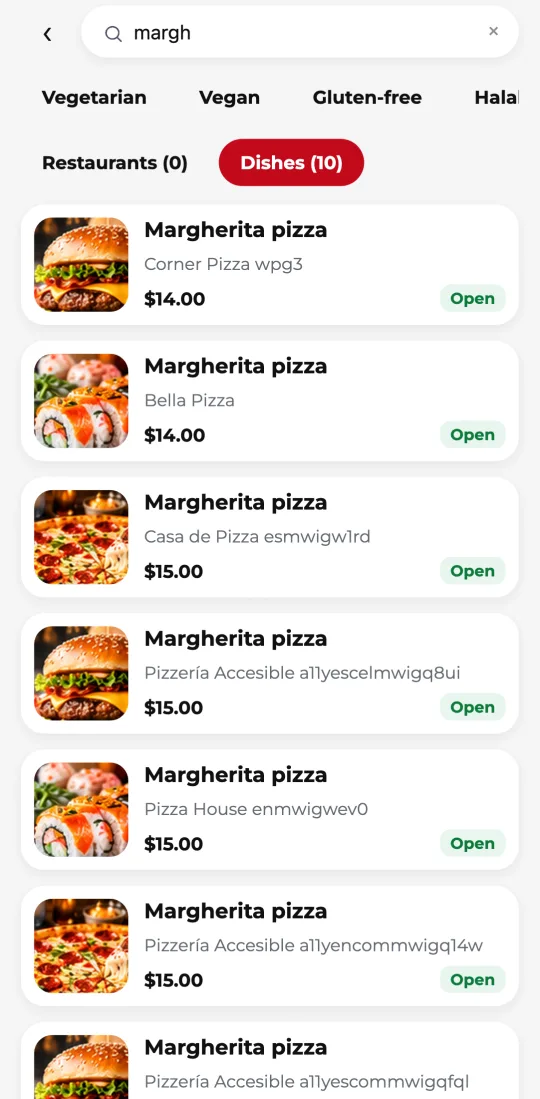 margh
Vegetarian Vegan Gluten-free Halal
Restaurants (0) Dishes (10)
Margherita pizza
Corner Pizza wpg3
$14.00 Open
Margherita pizza
Bella Pizza
$14.00 Open
Margherita pizza
Casa de Pizza esmwigw1rd
$15.00 Open
Margherita pizza
Pizzería Accesible a11yescelmwigq8ui
$15.00 Open
Margherita pizza
Pizza House enmwigwev0
$15.00 Open
Margherita pizza
Pizzería Accesible a11yencommwigq14w
$15.00 Open
Margherita pizza
Pizzería Accesible a11yescommwigqfql